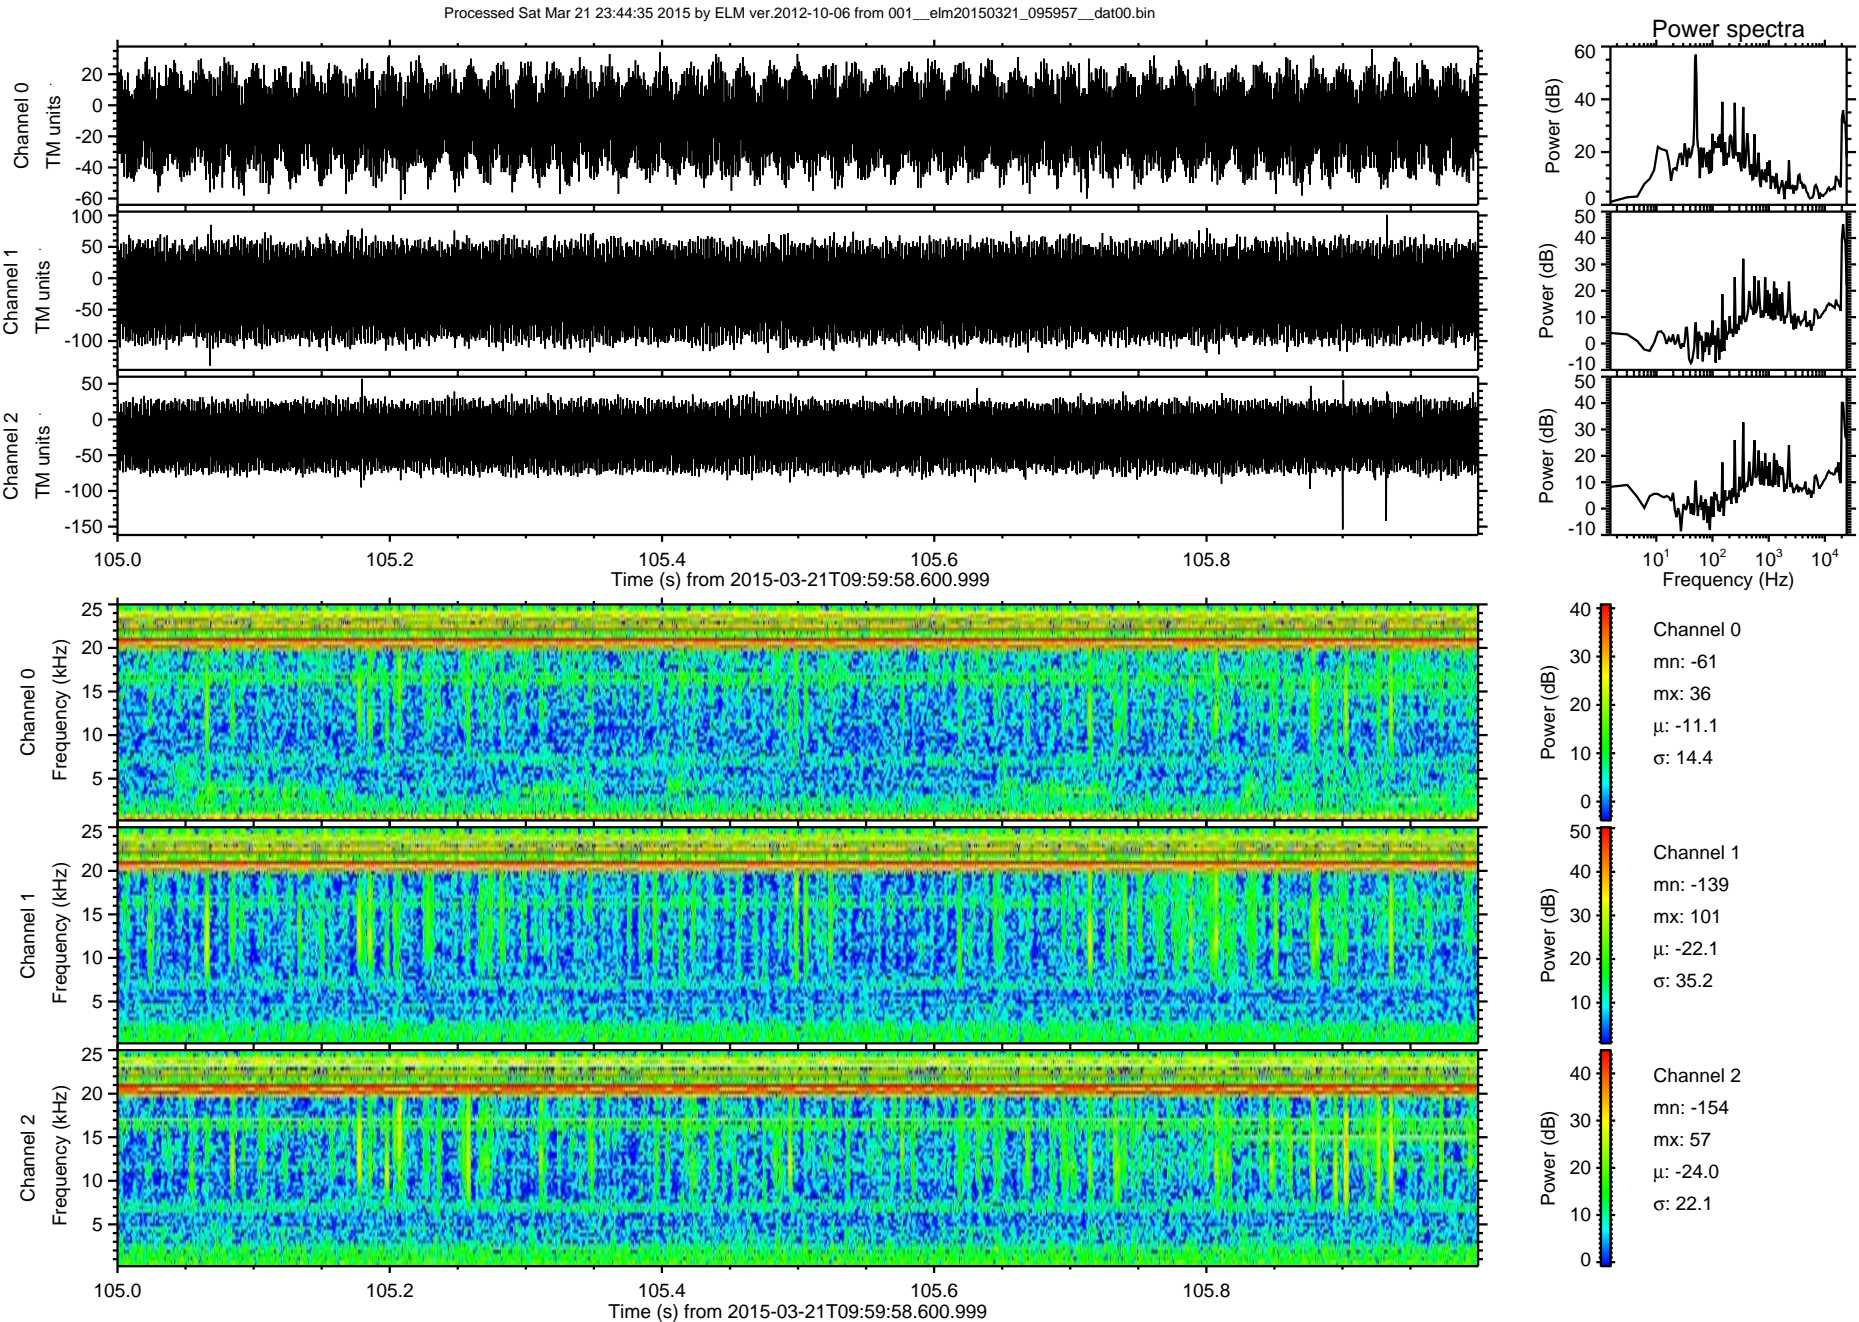 Processed Sat Mar 21 23:44:35 2015 by ELM ver.2012-10-06 from 001__elm20150321_095957__dat00.bin
Power spectra
Channel 0
TM units
20
0
-20
-40
-60
Power (dB)
60
40
20
0
Channel 1
TM units
100
50
0
-50
-100
Power (dB)
50
40
30
20
10
0
-10
Channel 2
TM units
50
0
-50
-100
-150
Power (dB)
50
40
30
20
10
0
-10
105.0 105.2 105.4 105.6 105.8
Time (s) from 2015-03-21T09:59:58.600.999
10^1 10^2 10^3 10^4
Frequency (Hz)
Channel 0
Frequency (kHz)
25
20
15
10
5
Power (dB)
40
30
20
10
0
Channel 0
mn: -61
mx: 36
μ: -11.1
σ: 14.4
Channel 1
Frequency (kHz)
25
20
15
10
5
Power (dB)
50
40
30
20
10
Channel 1
mn: -139
mx: 101
μ: -22.1
σ: 35.2
Channel 2
Frequency (kHz)
25
20
15
10
5
Power (dB)
40
30
20
10
0
Channel 2
mn: -154
mx: 57
μ: -24.0
σ: 22.1
105.0 105.2 105.4 105.6 105.8
Time (s) from 2015-03-21T09:59:58.600.999